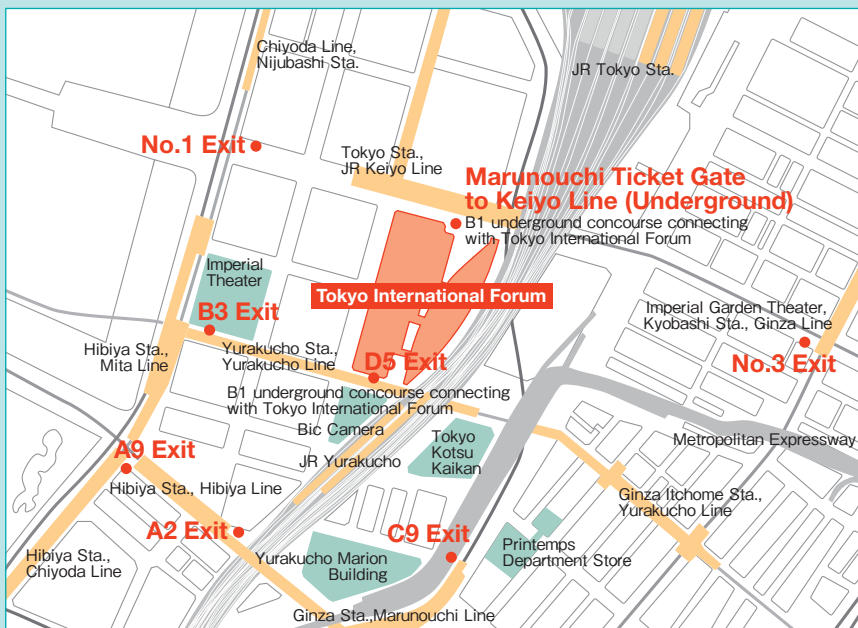 Chiyoda Line,
Nijubashi Sta.
JR Tokyo Sta.
No.1 Exit
Tokyo Sta.,
JR Keiyo Line
Marunouchi Ticket Gate
to Keiyo Line (Underground)
B1 underground concourse connecting
with Tokyo International Forum
Imperial
Theater
Tokyo International Forum
B3 Exit
Imperial Garden Theater,
Kyobashi Sta., Ginza Line
No.3 Exit
Hibiya Sta.,
Mita Line
Yurakucho Sta.,
Yurakucho Line
D5 Exit
B1 underground concourse connecting
with Tokyo International Forum
Bic Camera
JR Yurakucho
Tokyo
Kotsu
Kaikan
Metropolitan Expressway
A9 Exit
Hibiya Sta., Hibiya Line
Ginza Itchome Sta.,
Yurakucho Line
A2 Exit
C9 Exit
Printemps
Department Store
Hibiya Sta.,
Chiyoda Line
Yurakucho Marion
Building
Ginza Sta.,Marunouchi Line